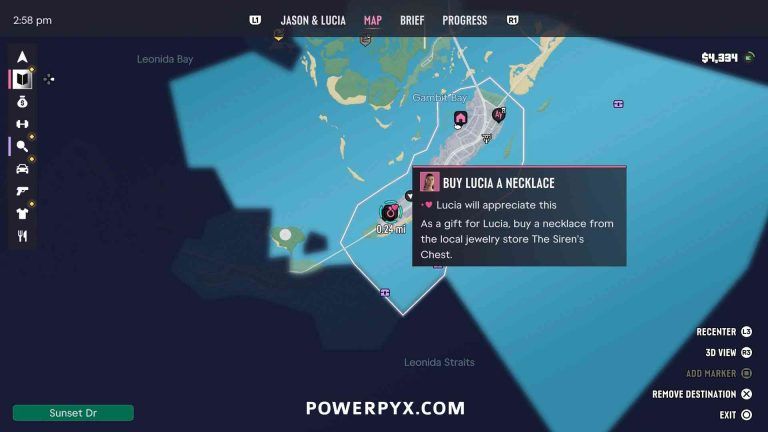 2:58 pm
L1 JASON & LUCIA MAP BRIEF PROGRESS R1
Leonida Bay
$4,334
Gambit Bay
BUY LUCIA A NECKLACE
Lucia will appreciate this
As a gift for Lucia, buy a necklace from
the local jewelry store The Siren's
Chest.
0.24 mi
RECENTER L3
3D VIEW R3
Leonida Straits
ADD MARKER
REMOVE DESTINATION
EXIT
Sunset Dr
POWERPYX.COM